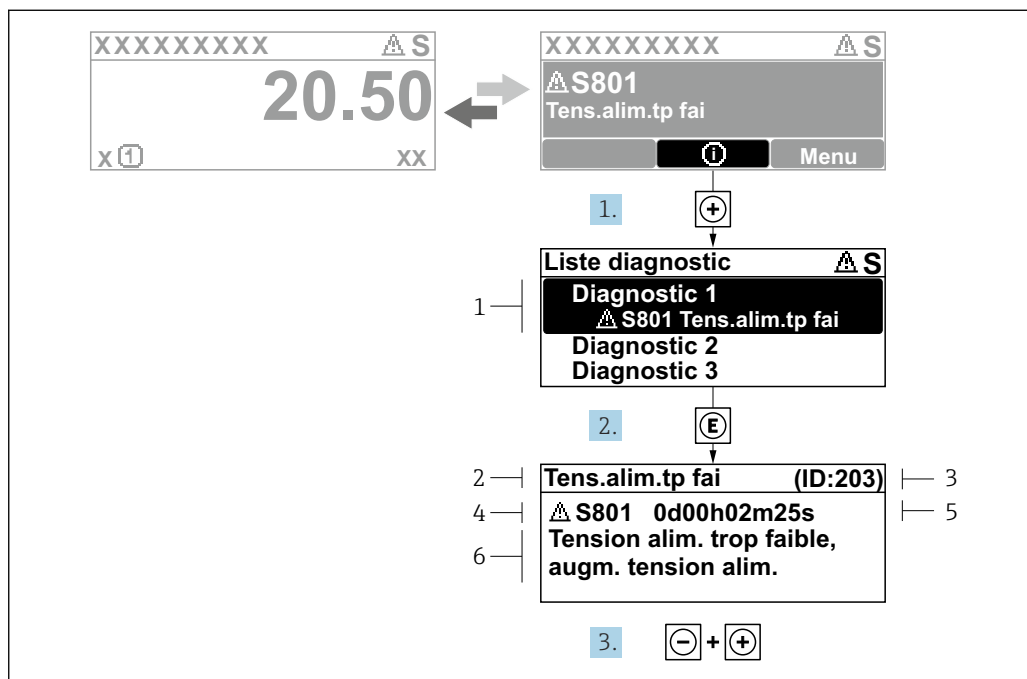 XXXXXXXXX ⚠ S
20.50
x ① xx
XXXXXXXXX ⚠ S
⚠ S801
Tens.alim.tp fai
ⓘ Menu
1. +
Liste diagnostic ⚠ S
1 Diagnostic 1
⚠ S801 Tens.alim.tp fai
Diagnostic 2
Diagnostic 3
2. E
2 Tens.alim.tp fai (ID:203) 3
4 ⚠ S801 0d00h02m25s 5
6 Tension alim. trop faible,
augm. tension alim.
3. − + +